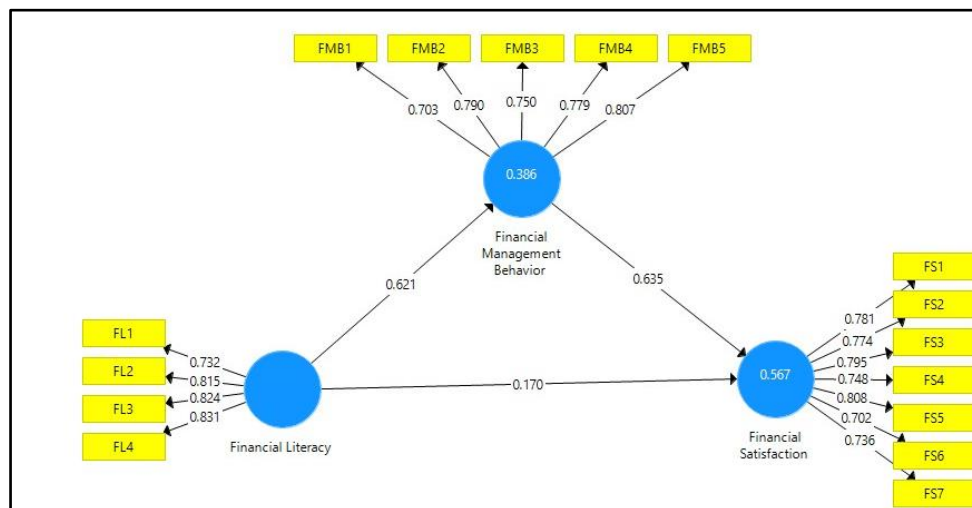 FMB1 FMB2 FMB3 FMB4 FMB5
0.703 0.790 0.750 0.779 0.807
0.386
Financial
Management
Behavior
0.621
0.635
FL1
FL2
FL3
FL4
0.732
0.815
0.824
0.831
Financial Literacy
0.170
0.567
Financial
Satisfaction
0.781
0.774
0.795
0.748
0.808
0.702
0.736
FS1
FS2
FS3
FS4
FS5
FS6
FS7